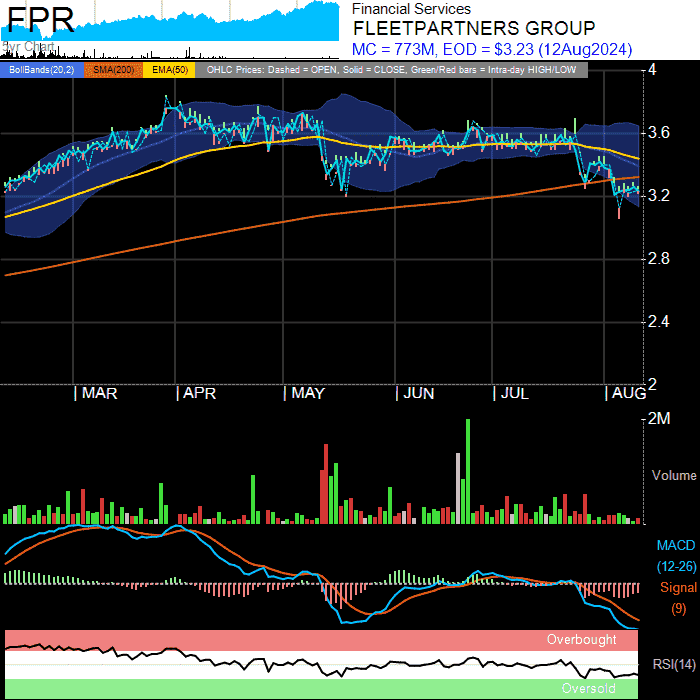 FPR
5yr Chart
Financial Services
FLEETPARTNERS GROUP
MC = 773M, EOD = $3.23 (12Aug2024)
BollBands(20,2) SMA(200) EMA(50) OHLC Prices: Dashed = OPEN, Solid = CLOSE, Green/Red bars = Intra-day HIGH/LOW
4
3.6
3.2
2.8
2.4
2
| MAR | APR | MAY | JUN | JUL | AUG
2M
Volume
MACD
(12-26)
Signal
(9)
Overbought
RSI(14)
Oversold